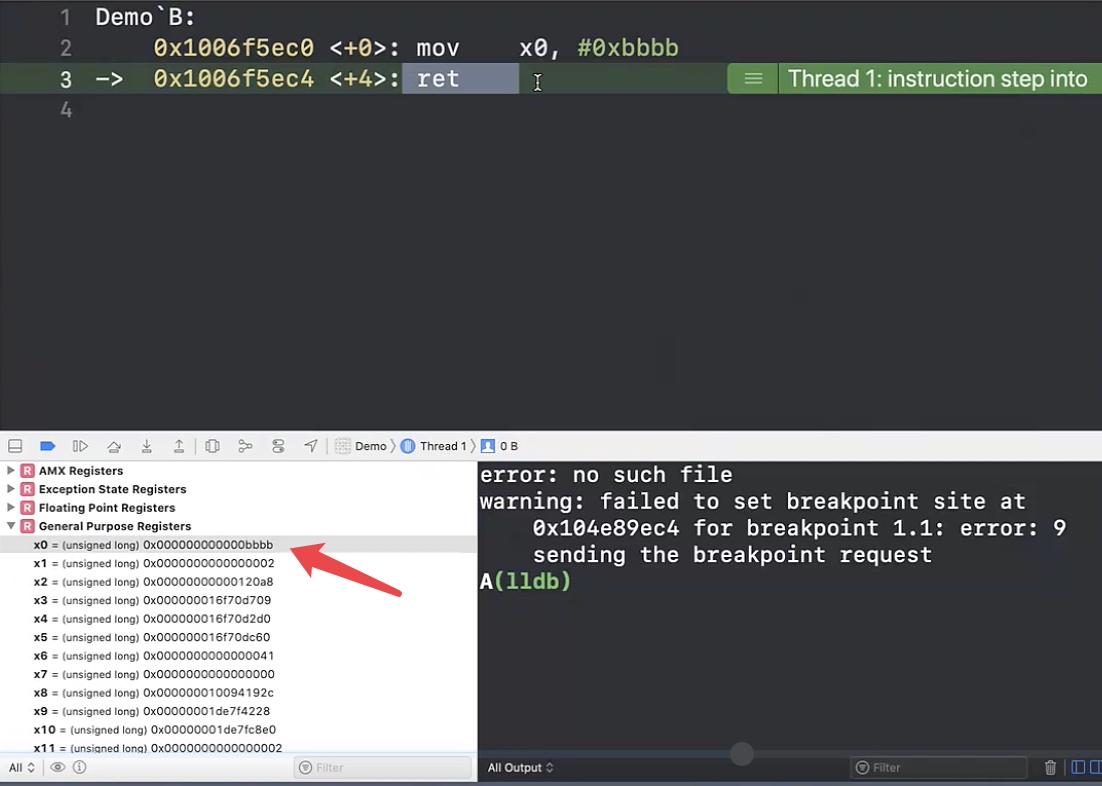 1 Demo`B:
2 0x1006f5ec0 <+0>: mov x0, #0xbbbb
3 -> 0x1006f5ec4 <+4>: ret Thread 1: instruction step into
4
Demo Thread 1 0 B
R AMX Registers
R Exception State Registers
R Floating Point Registers
R General Purpose Registers
x0 = (unsigned long) 0x000000000000bbbb
x1 = (unsigned long) 0x0000000000000002
x2 = (unsigned long) 0x00000000000120a8
x3 = (unsigned long) 0x000000016f70d709
x4 = (unsigned long) 0x000000016f70d2d0
x5 = (unsigned long) 0x000000016f70dc60
x6 = (unsigned long) 0x0000000000000041
x7 = (unsigned long) 0x0000000000000000
x8 = (unsigned long) 0x000000010094192c
x9 = (unsigned long) 0x00000001de7f4228
x10 = (unsigned long) 0x00000001de7fc8e0
x11 = (unsigned long) 0x0000000000000002
All Filter
error: no such file
warning: failed to set breakpoint site at
0x104e89ec4 for breakpoint 1.1: error: 9
sending the breakpoint request
A(lldb)
All Output Filter